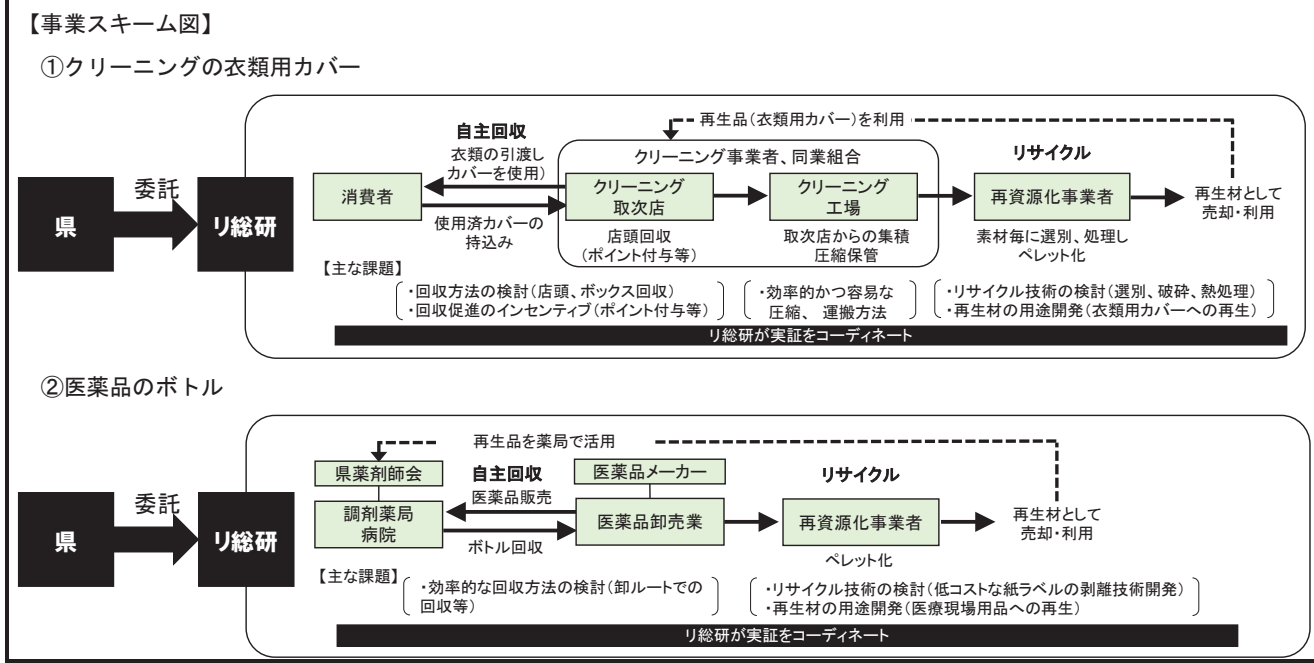 【事業スキーム図】
①クリーニングの衣類用カバー
再生品(衣類用カバー)を利用
自主回収
衣類の引渡し
カバーを使用)
クリーニング事業者、同業組合
リサイクル
県
委託
リ総研
消費者
クリーニング
取次店
クリーニング
工場
再資源化事業者
再生材として
売却・利用
使用済カバーの
持込み
店頭回収
(ポイント付与等)
取次店からの集積
圧縮保管
素材毎に選別、処理し
ペレット化
【主な課題】
・回収方法の検討(店頭、ボックス回収)
・回収促進のインセンティブ(ポイント付与等)
・効率的かつ容易な
圧縮、 運搬方法
・リサイクル技術の検討(選別、破砕、熱処理)
・再生材の用途開発(衣類用カバーへの再生)
リ総研が実証をコーディネート
②医薬品のボトル
再生品を薬局で活用
県薬剤師会
自主回収
医薬品メーカー
リサイクル
医薬品販売
県
委託
リ総研
調剤薬局
病院
医薬品卸売業
再資源化事業者
再生材として
売却・利用
ボトル回収
ペレット化
【主な課題】
・効率的な回収方法の検討(卸ルートでの
回収等)
・リサイクル技術の検討(低コストな紙ラベルの剥離技術開発)
・再生材の用途開発(医療現場用品への再生)
リ総研が実証をコーディネート